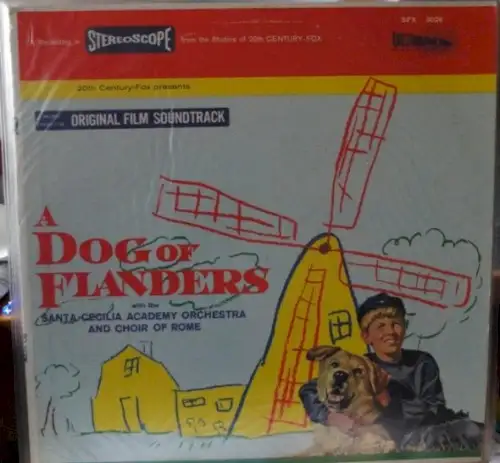 STEREOSCOPE from the Studios of 20th CENTURY-FOX
20th Century-Fox presents
ORIGINAL FILM SOUNDTRACK
A
DOG OF
FLANDERS
with the
SANTA CECILIA ACADEMY ORCHESTRA
AND CHOIR OF ROME